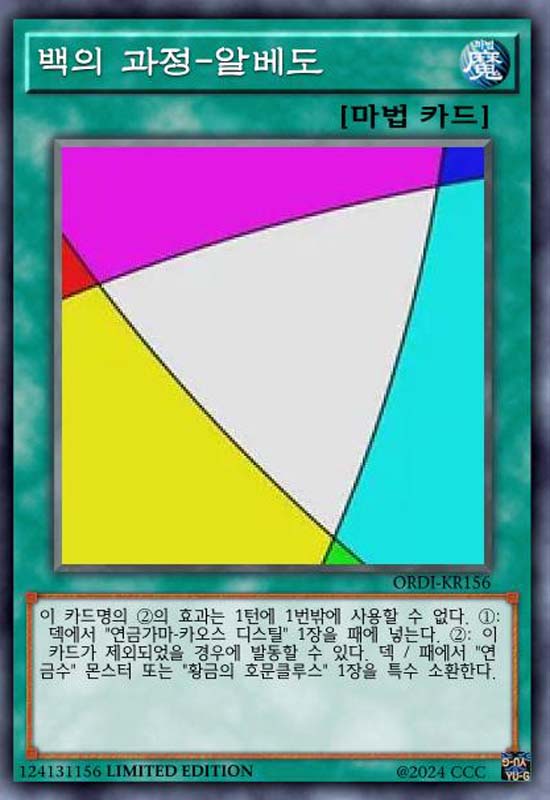 백의 과정-알베도
마법
魔
[마법 카드]
ORDI-KR156
이 카드명의 ②의 효과는 1턴에 1번밖에 사용할 수 없다. ①:
덱에서 "연금가마-카오스 디스틸" 1장을 패에 넣는다. ②: 이
카드가 제외되었을 경우에 발동할 수 있다. 덱 / 패에서 "연
금수" 몬스터 또는 "황금의 호문클루스" 1장을 특수 소환한다.
124131156 LIMITED EDITION
@2024 CCC
YU-G